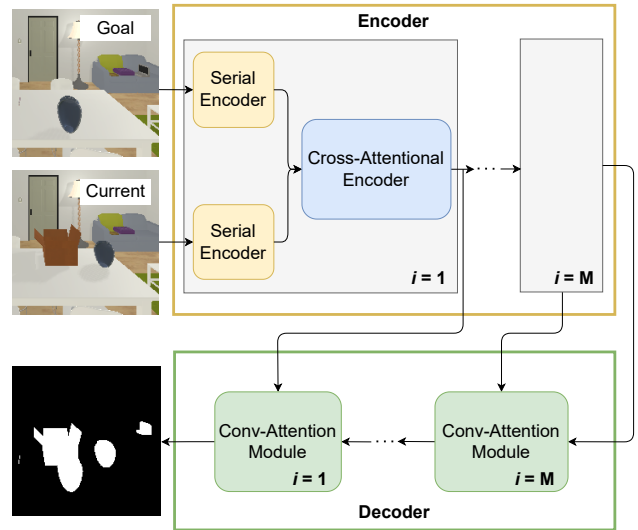 Goal
Encoder
Serial
Encoder
Cross-Attentional
Encoder
...
Current
Serial
Encoder
i = 1
i = M
Conv-Attention
Module
i = 1
...
Conv-Attention
Module
i = M
Decoder